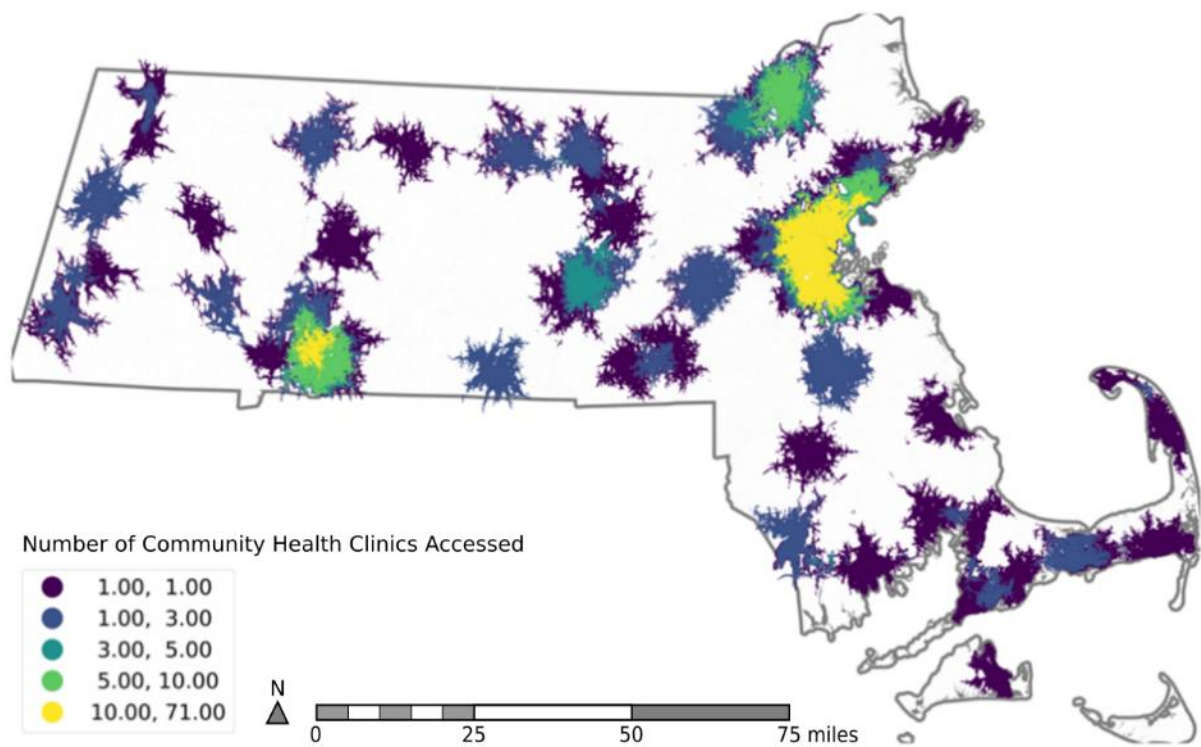 Number of Community Health Clinics Accessed
1.00, 1.00
1.00, 3.00
3.00, 5.00
5.00, 10.00
10.00, 71.00
N
0 25 50 75 miles